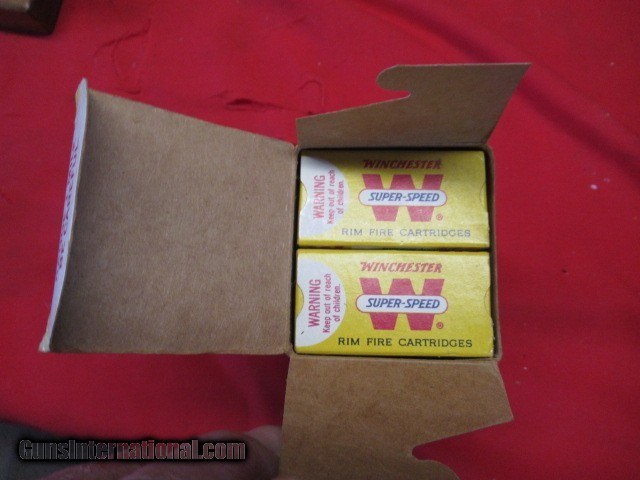 WINCHESTER
W
SUPER-SPEED
®
RIM FIRE CARTRIDGES
WARNING
Keep out of reach
of children.
WINCHESTER
W
SUPER-SPEED
®
RIM FIRE CARTRIDGES
WARNING
Keep out of reach
of children.
GunsInternational.com